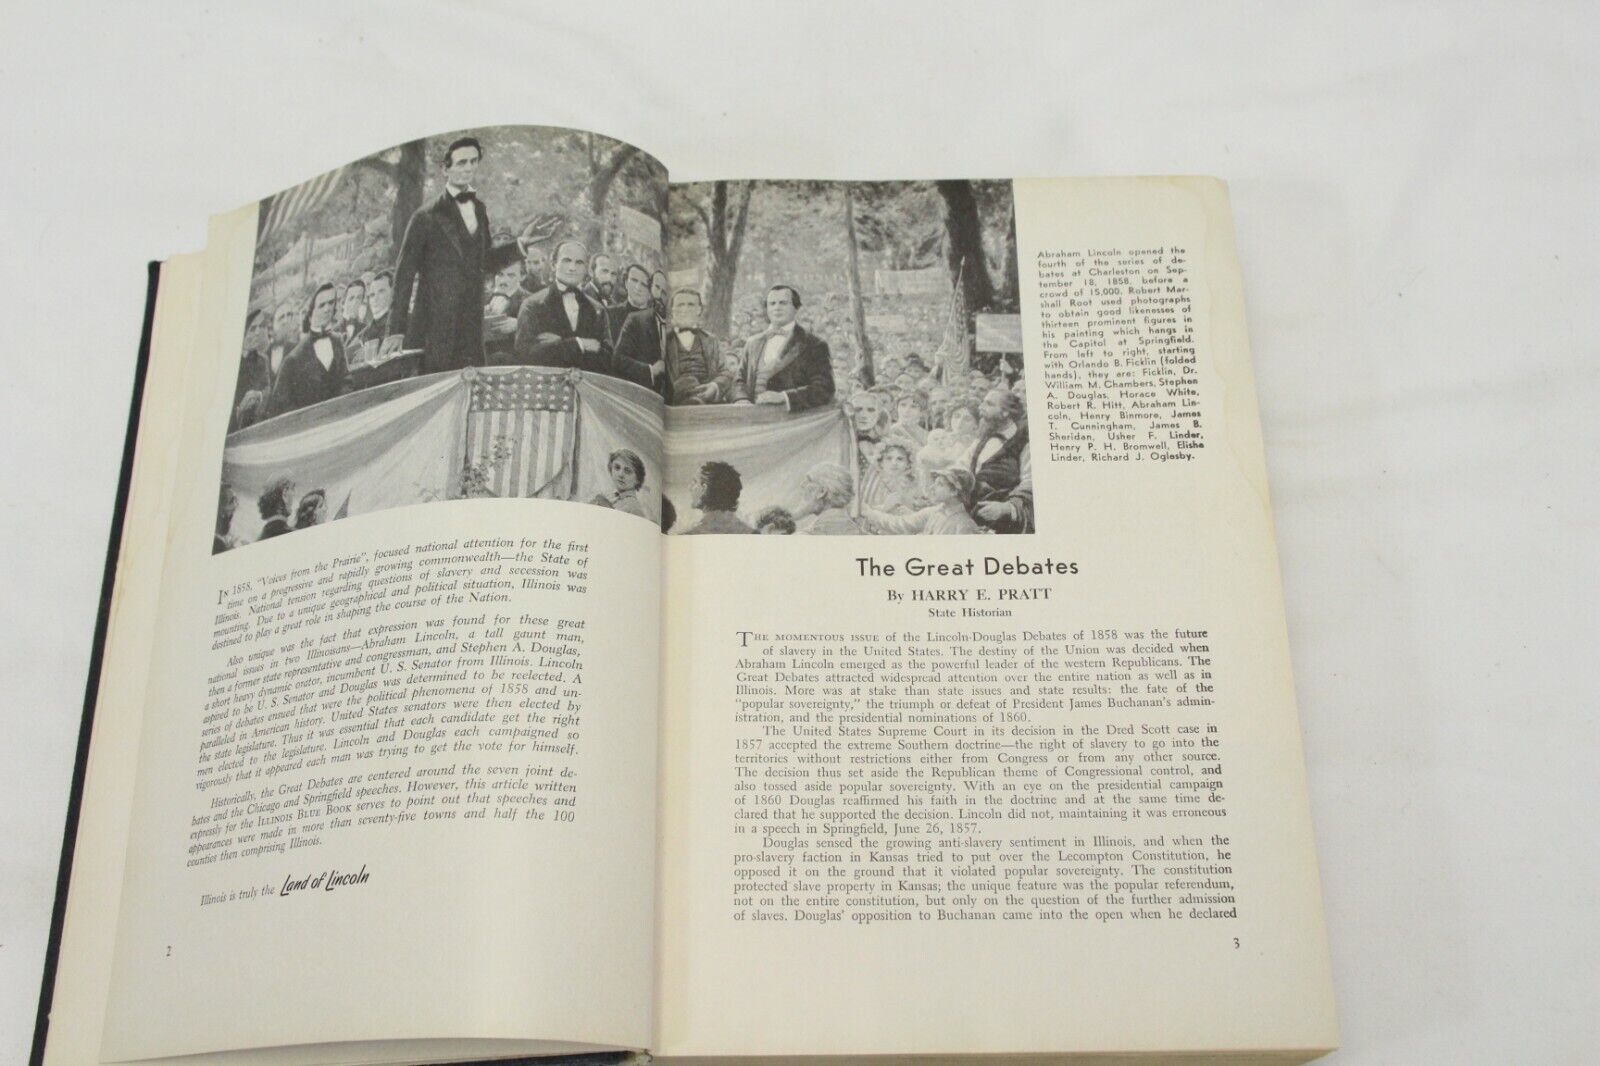 In 1858, "Voices from the Prairie", focused national attention for the first
time on a progressive and rapidly growing commonwealth—the State of
Illinois. National tension regarding questions of slavery and secession was
mounting. Due to a unique geographical and political situation, Illinois was
destined to play a great role in shaping the course of the Nation.
Also unique was the fact that expression was found for these great
national issues in two Illinoisans—Abraham Lincoln, a tall gaunt man,
then a former state representative and congressman, and Stephen A. Douglas,
a short heavy dynamic orator, incumbent U. S. Senator from Illinois. Lincoln
aspired to be U. S. Senator and Douglas was determined to be reelected. A
series of debates ensued that were the political phenomena of 1858 and un-
paralleled in American history. United States senators were then elected by
the state legislature. Thus it was essential that each candidate get the right
men elected to the legislature. Lincoln and Douglas each campaigned so
vigorously that it appeared each man was trying to get the vote for himself.
Historically, the Great Debates are centered around the seven joint de-
bates and the Chicago and Springfield speeches. However, this article written
expressly for the ILLINOIS BLUE BOOK serves to point out that speeches and
appearances were made in more than seventy-five towns and half the 100
counties then comprising Illinois.
Illinois is truly the Land of Lincoln
2
Abraham Lincoln opened the
fourth of the series of de-
bates at Charleston on Sep-
tember 18, 1858, before a
crowd of 15,000. Robert Mar-
shall Root used photographs
to obtain good likenesses of
thirteen prominent figures in
his painting which hangs in
the Capitol at Springfield.
From left to right, starting
with Orlando B. Ficklin (folded
hands), they are: Ficklin, Dr.
William M. Chambers, Stephen
A. Douglas, Horace White,
Robert R. Hitt, Abraham Lin-
coln, Henry Binmore, James
T. Cunningham, James B.
Sheridan, Usher F. Linder,
Henry P. H. Bromwell, Elisha
Linder, Richard J. Oglesby.
The Great Debates
By HARRY E. PRATT
State Historian
THE MOMENTOUS ISSUE of the Lincoln-Douglas Debates of 1858 was the future
of slavery in the United States. The destiny of the Union was decided when
Abraham Lincoln emerged as the powerful leader of the western Republicans. The
Great Debates attracted widespread attention over the entire nation as well as in
Illinois. More was at stake than state issues and state results: the fate of the
"popular sovereignty," the triumph or defeat of President James Buchanan's admin-
istration, and the presidential nominations of 1860.
The United States Supreme Court in its decision in the Dred Scott case in
1857 accepted the extreme Southern doctrine—the right of slavery to go into the
territories without restrictions either from Congress or from any other source.
The decision thus set aside the Republican theme of Congressional control, and
also tossed aside popular sovereignty. With an eye on the presidential campaign
of 1860 Douglas reaffirmed his faith in the doctrine and at the same time de-
clared that he supported the decision. Lincoln did not, maintaining it was erroneous
in a speech in Springfield, June 26, 1857.
Douglas sensed the growing anti-slavery sentiment in Illinois, and when the
pro-slavery faction in Kansas tried to put over the Lecompton Constitution, he
opposed it on the ground that it violated popular sovereignty. The constitution
protected slave property in Kansas; the unique feature was the popular referendum,
not on the entire constitution, but only on the question of the further admission
of slaves. Douglas' opposition to Buchanan came into the open when he declared
3